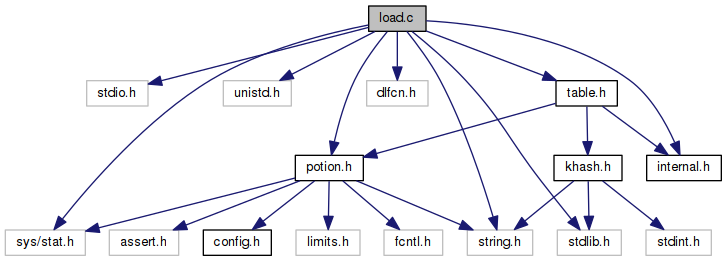 load.c
stdio.h
unistd.h
dlfcn.h
table.h
potion.h
khash.h
internal.h
sys/stat.h
assert.h
config.h
limits.h
fcntl.h
string.h
stdlib.h
stdint.h